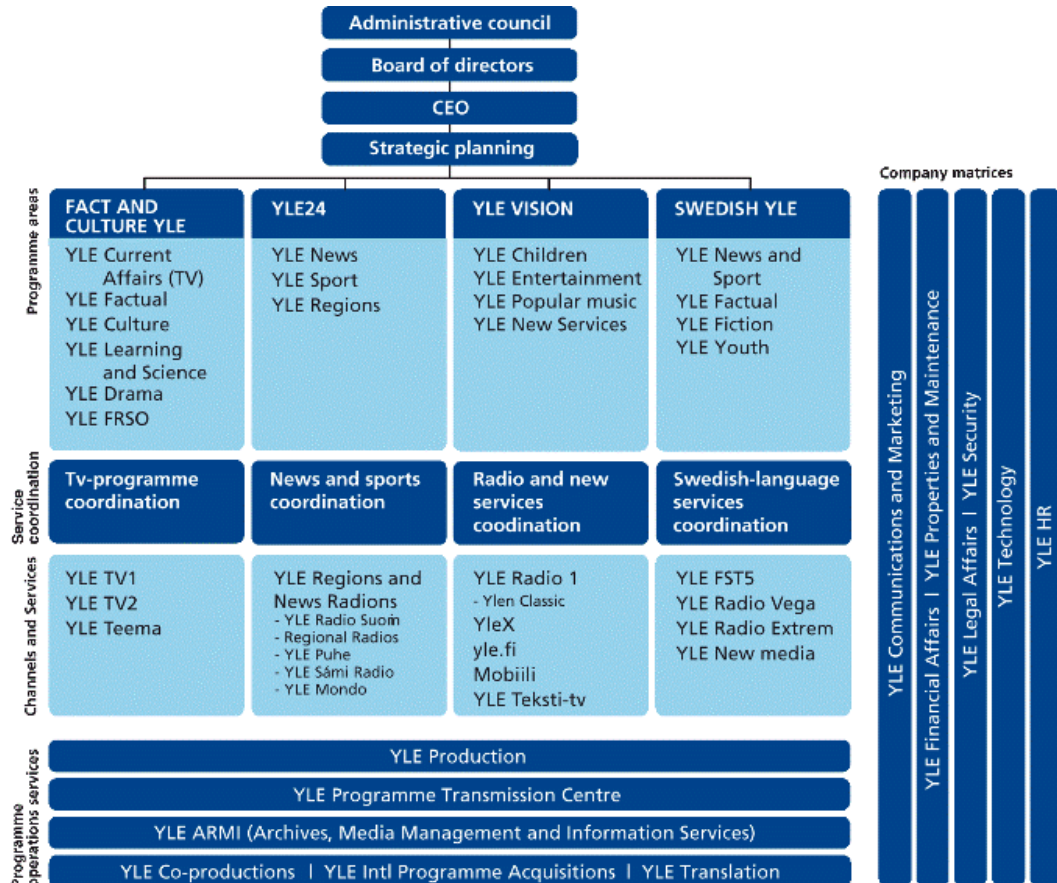 Administrative council
Board of directors
CEO
Strategic planning
Programme areas
FACT AND
CULTURE YLE
YLE Current
Affairs (TV)
YLE Factual
YLE Culture
YLE Learning
and Science
YLE Drama
YLE FRSO
YLE24
YLE News
YLE Sport
YLE Regions
YLE VISION
YLE Children
YLE Entertainment
YLE Popular music
YLE New Services
SWEDISH YLE
YLE News and
Sport
YLE Factual
YLE Fiction
YLE Youth
Service
coordination
Tv-programme
coordination
News and sports
coordination
Radio and new
services
coodination
Swedish-language
services
coordination
Channels and Services
YLE TV1
YLE TV2
YLE Teema
YLE Regions and
News Radions
- YLE Radio Suomi
- Regional Radios
- YLE Puhe
- YLE Sámi Radio
- YLE Mondo
YLE Radio 1
- Ylen Classic
YleX
yle.fi
Mobiili
YLE Teksti-tv
YLE FST5
YLE Radio Vega
YLE Radio Extrem
YLE New media
Programme
operations services
YLE Production
YLE Programme Transmission Centre
YLE ARMI (Archives, Media Management and Information Services)
YLE Co-productions | YLE Intl Programme Acquisitions | YLE Translation
Company matrices
YLE Communications and Marketing
YLE Financial Affairs | YLE Properties and Maintenance
YLE Legal Affairs | YLE Security
YLE Technology
YLE HR